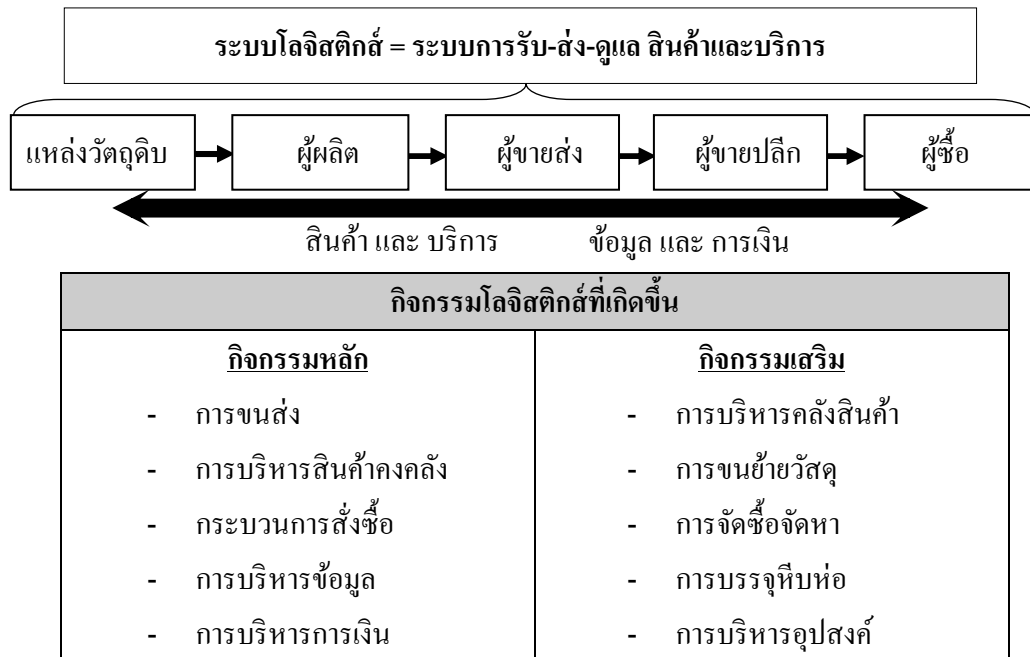 ระบบโลจิสติกส์ = ระบบการรับ-ส่ง-ดูแล สินค้าและบริการ
แหล่งวัตถุดิบ ผู้ผลิต ผู้ขายส่ง ผู้ขายปลีก ผู้ซื้อ
สินค้า และ บริการ ข้อมูล และ การเงิน
กิจกรรมโลจิสติกส์ที่เกิดขึ้น
กิจกรรมหลัก
- การขนส่ง
- การบริหารสินค้าคงคลัง
- กระบวนการสั่งซื้อ
- การบริหารข้อมูล
- การบริหารการเงิน
กิจกรรมเสริม
- การบริหารคลังสินค้า
- การขนย้ายวัสดุ
- การจัดซื้อจัดหา
- การบรรจุหีบห่อ
- การบริหารอุปสงค์